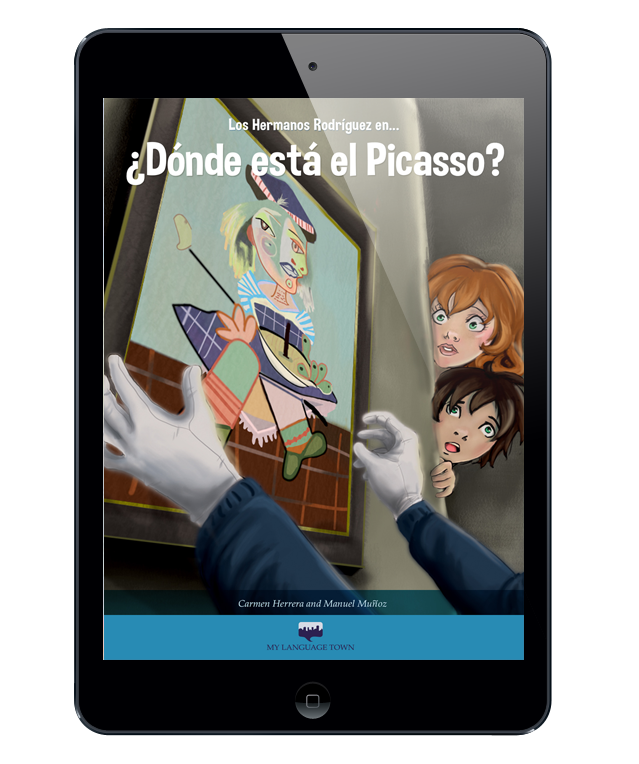 Los Hermanos Rodríguez en...
¿Dónde está el Picasso?
Carmen Herrera and Manuel Muñoz
MY LANGUAGE TOWN